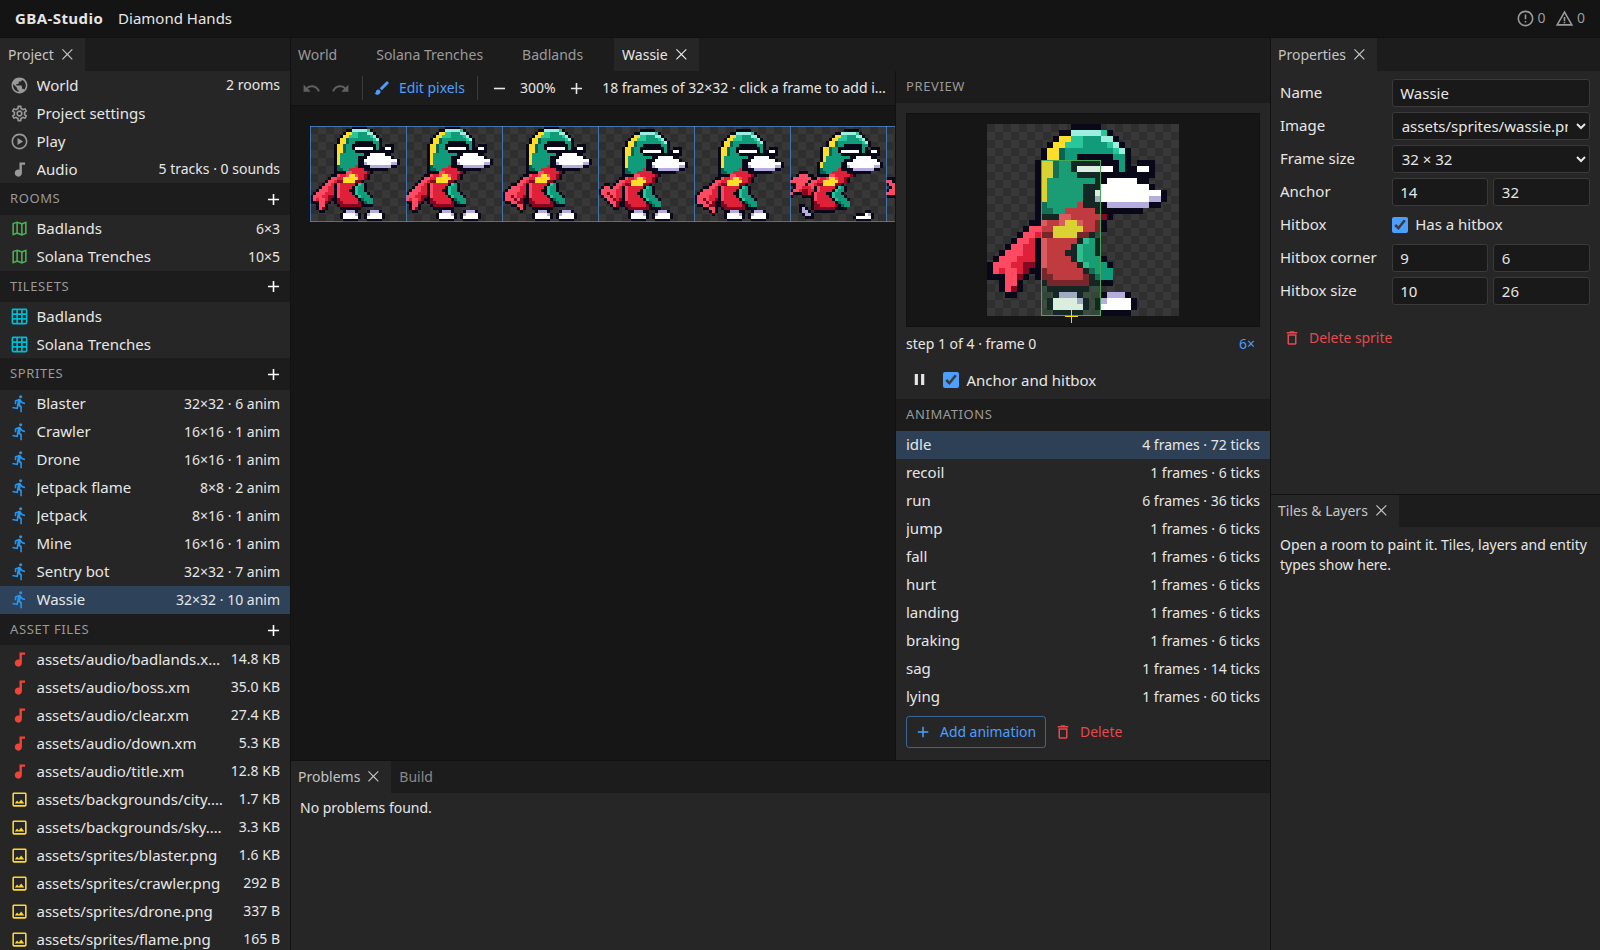 GBA-Studio Diamond Hands 0 0
Project
World 2 rooms
Project settings
Play
Audio 5 tracks · 0 sounds
ROOMS
Badlands 6×3
Solana Trenches 10×5
TILESETS
Badlands
Solana Trenches
SPRITES
Blaster 32×32 · 6 anim
Crawler 16×16 · 1 anim
Drone 16×16 · 1 anim
Jetpack flame 8×8 · 2 anim
Jetpack 8×16 · 1 anim
Mine 16×16 · 1 anim
Sentry bot 32×32 · 7 anim
Wassie 32×32 · 10 anim
ASSET FILES
assets/audio/badlands.x... 14.8 KB
assets/audio/boss.xm 35.0 KB
assets/audio/clear.xm 27.4 KB
assets/audio/down.xm 5.3 KB
assets/audio/title.xm 12.8 KB
assets/backgrounds/city.... 1.7 KB
assets/backgrounds/sky.... 3.3 KB
assets/sprites/blaster.png 1.6 KB
assets/sprites/crawler.png 292 B
assets/sprites/drone.png 337 B
assets/sprites/flame.png 165 B
World Solana Trenches Badlands Wassie
Edit pixels 300% 18 frames of 32×32 · click a frame to add i...
PREVIEW
step 1 of 4 · frame 0 6×
Anchor and hitbox
ANIMATIONS
idle 4 frames · 72 ticks
recoil 1 frames · 6 ticks
run 6 frames · 36 ticks
jump 1 frames · 6 ticks
fall 1 frames · 6 ticks
hurt 1 frames · 6 ticks
landing 1 frames · 6 ticks
braking 1 frames · 6 ticks
sag 1 frames · 14 ticks
lying 1 frames · 60 ticks
Add animation Delete
Problems Build
No problems found.
Properties
Name Wassie
Image assets/sprites/wassie.pr
Frame size 32 × 32
Anchor 14 32
Hitbox Has a hitbox
Hitbox corner 9 6
Hitbox size 10 26
Delete sprite
Tiles & Layers
Open a room to paint it. Tiles, layers and entity
types show here.